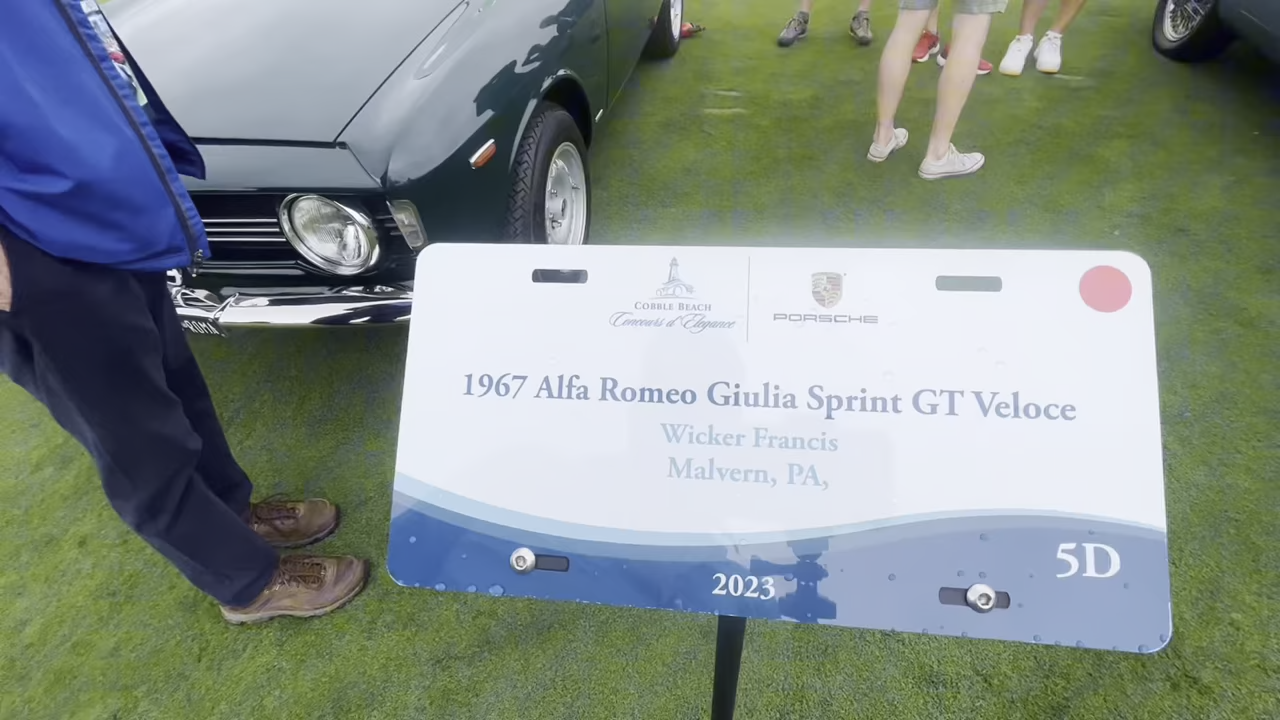 COBBLE BEACH
Concours d'Elegance
PORSCHE
1967 Alfa Romeo Giulia Sprint GT Veloce
Wicker Francis
Malvern, PA,
2023
5D